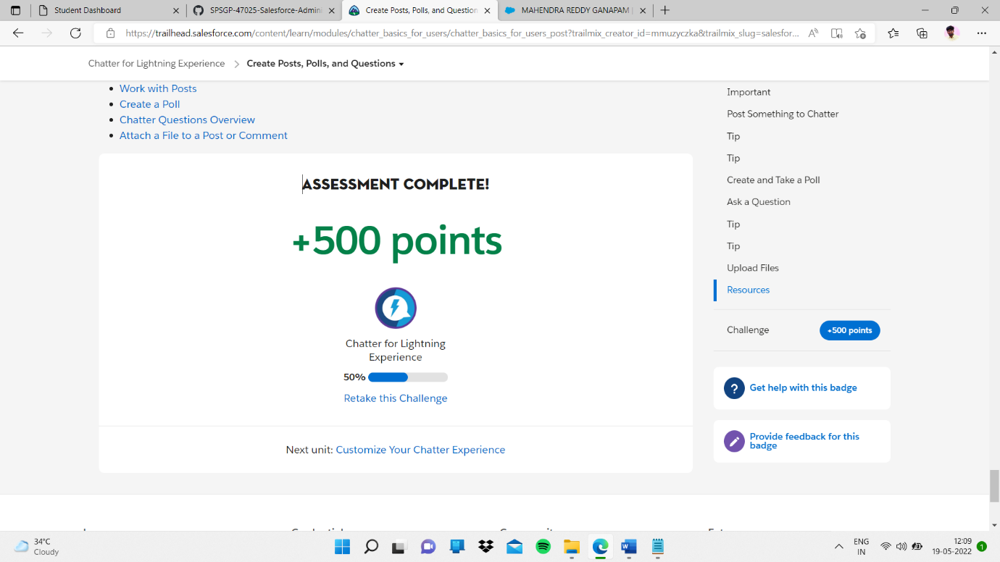 Student Dashboard
SPSGP-47025-Salesforce-Admini
Create Posts, Polls, and Question
MAHENDRA REDDY GANAPAM |
https://trailhead.salesforce.com/content/learn/modules/chatter_basics_for_users/chatter_basics_for_users_post?trailmix_creator_id=mmuzyczka&trailmix_slug=salesfor...
Chatter for Lightning Experience
Create Posts, Polls, and Questions
Work with Posts
Create a Poll
Chatter Questions Overview
Attach a File to a Post or Comment
ASSESSMENT COMPLETE!
+500 points
Chatter for Lightning
Experience
50%
Retake this Challenge
Next unit: Customize Your Chatter Experience
Important
Post Something to Chatter
Tip
Tip
Create and Take a Poll
Ask a Question
Tip
Tip
Upload Files
Resources
Challenge
+500 points
Get help with this badge
Provide feedback for this
badge
34°C
Cloudy
ENG
IN
12:09
19-05-2022
1